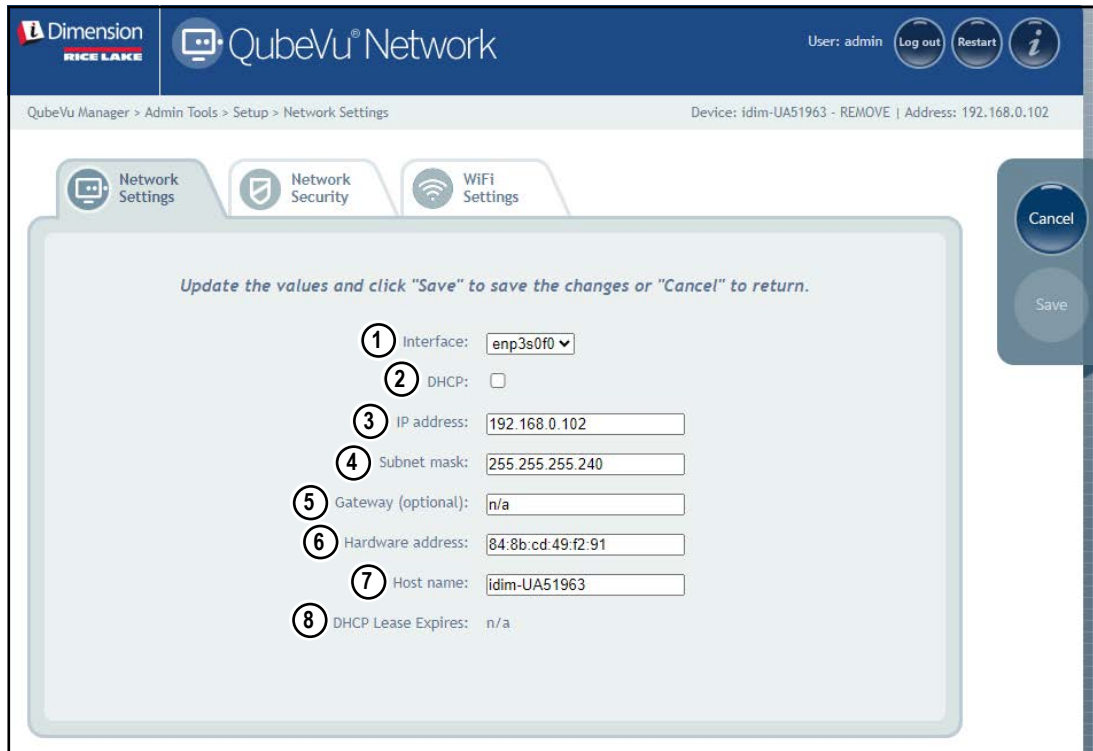 iDimension
RICE LAKE
QubeVu® Network
User: admin
Log out
Restart
i
QubeVu Manager > Admin Tools > Setup > Network Settings
Device: idim-UA51963 - REMOVE | Address: 192.168.0.102
Network
Settings
Network
Security
WiFi
Settings
Cancel
Save
Update the values and click "Save" to save the changes or "Cancel" to return.
1 Interface: enp3s0f0
2 DHCP:
3 IP address: 192.168.0.102
4 Subnet mask: 255.255.255.240
5 Gateway (optional): n/a
6 Hardware address: 84:8b:cd:49:f2:91
7 Host name: idim-UA51963
8 DHCP Lease Expires: n/a